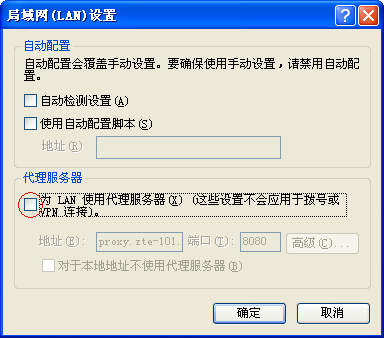 局域网(LAN)设置
自动配置
自动配置会覆盖手动设置。要确保使用手动设置，请禁用自动配
置。
自动检测设置(A)
使用自动配置脚本(S)
地址(R)
代理服务器
为 LAN 使用代理服务器(X) (这些设置不会应用于拨号或
VPN 连接)。
地址(E): proxy.zte-101. 端口(T): 8080 高级(C)...
对于本地地址不使用代理服务器(B)
确定 取消